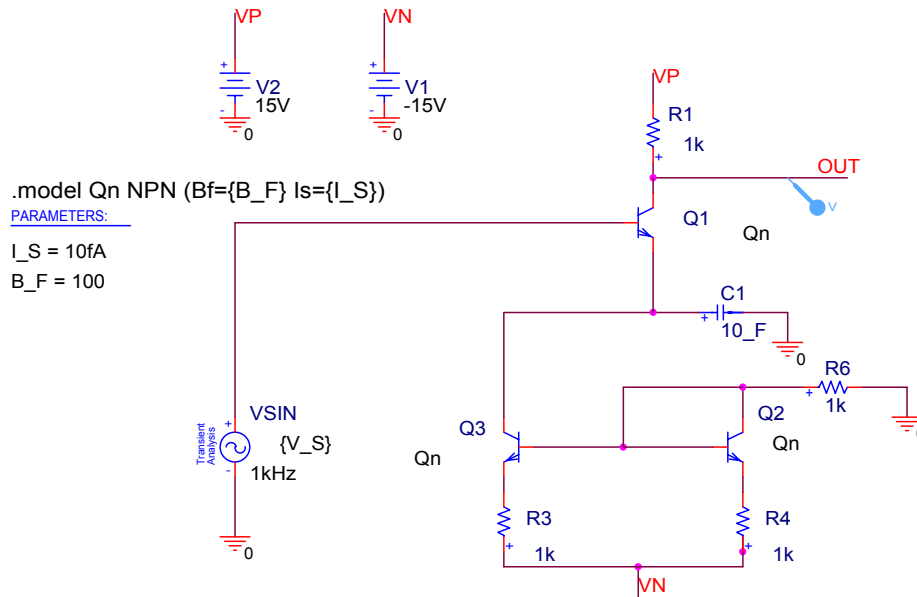 VP
VN
V2
15V
0
V1
-15V
0
VP
R1
1k
OUT
V
.model Qn NPN (Bf={B_F} Is={I_S})
PARAMETERS:
I_S = 10fA
B_F = 100
Q1
Qn
C1
10_F
0
R6
1k
0
VSIN
{V_S}
1kHz
Transient
Analysis
0
Q3
Qn
Q2
Qn
R3
1k
R4
1k
VN